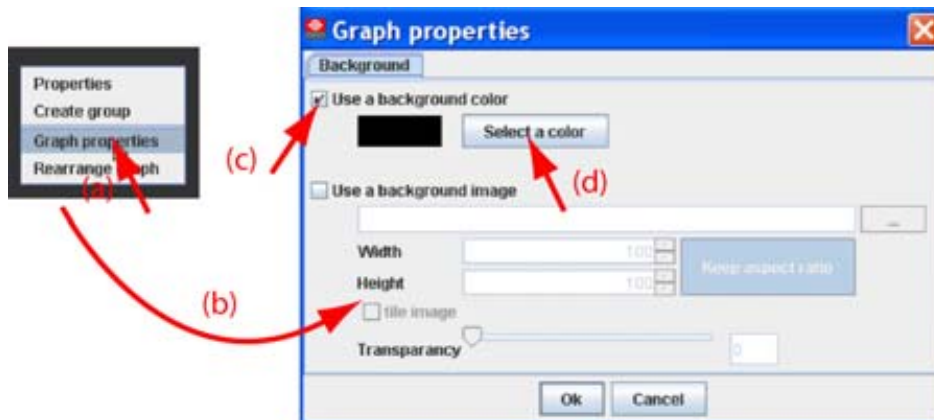 Properties
Create group
Graph properties
Rearrange graph
(a)
(b)
Graph properties
Background
Use a background color
Select a color
(c)
(d)
Use a background image
...
Width
100
Keep aspect ratio
Height
100
tile image
Transparancy
0
Ok
Cancel